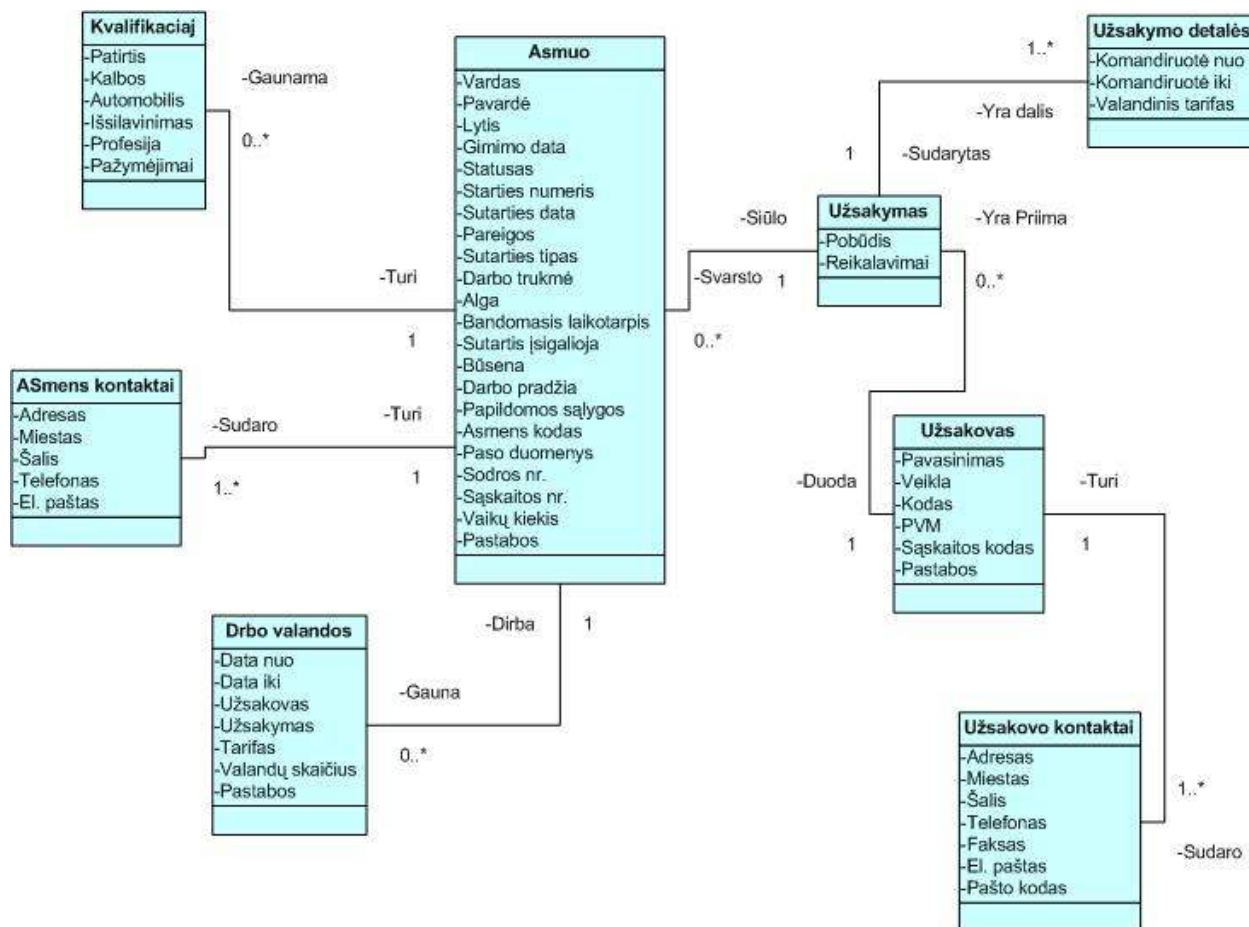 Kvalifikaciaj
-Patirtis
-Kalbos
-Automobilis
-Išsilavinimas
-Profesija
-Pažymėjimai
-Gaunama
0..*
-Turi
1
Asmuo
-Vardas
-Pavardė
-Lytis
-Gimimo data
-Statusas
-Starties numeris
-Sutarties data
-Pareigos
-Sutarties tipas
-Darbo trukmė
-Alga
-Bandomasis laikotarpis
-Sutartis įsigalioja
-Būsena
-Darbo pradžia
-Papildomos sąlygos
-Asmens kodas
-Paso duomenys
-Sodros nr.
-Sąskaitos nr.
-Vaikų kiekis
-Pastabos
ASmens kontaktai
-Adresas
-Miestas
-Šalis
-Telefonas
-El. paštas
-Sudaro
1..*
-Turi
1
Drbo valandos
-Data nuo
-Data iki
-Užsakovas
-Užsakymas
-Tarifas
-Valandų skaičius
-Pastabos
-Dirba
1
-Gauna
0..*
Užsakymo detalės
-Komandiruotė nuo
-Komandiruotė iki
-Valandinis tarifas
1..*
-Yra dalis
1
-Sudarytas
Užsakymas
-Pobūdis
-Reikalavimai
-Siūlo
1
-Svarsto
0..*
-Yra Priima
0..*
Užsakovas
-Pavasinimas
-Veikla
-Kodas
-PVM
-Sąskaitos kodas
-Pastabos
-Duoda
1
-Turi
1
Užsakovo kontaktai
-Adresas
-Miestas
-Šalis
-Telefonas
-Faksas
-El. paštas
-Pašto kodas
1..*
-Sudaro